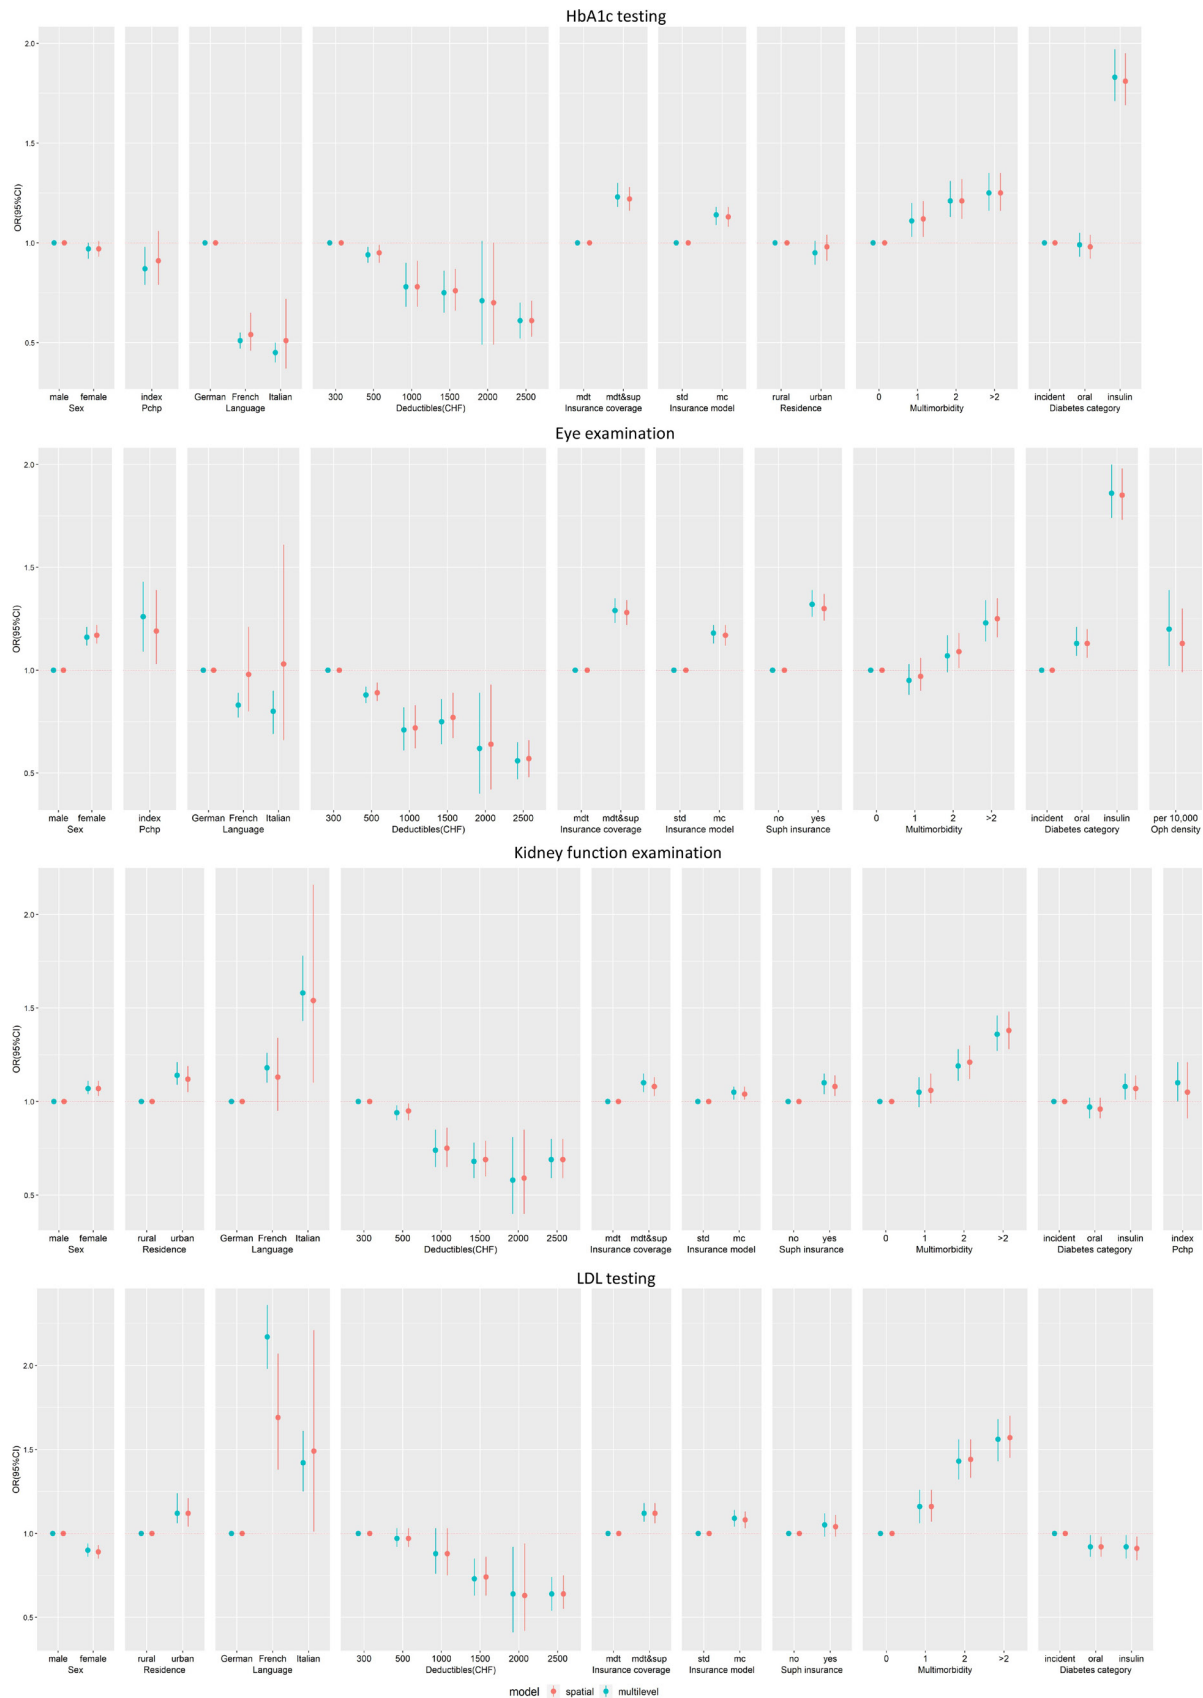 HbA1c testing
OR(95%CI)
2.0
1.5
1.0
0.5
male female index German French Italian 300 500 1000 1500 2000 2500 mdt mdt&sup std mc rural urban 0 1 2 >2 incident oral insulin
Sex Pchp Language Deductibles(CHF) Insurance coverage Insurance model Residence Multimorbidity Diabetes category
Eye examination
OR(95%CI)
2.0
1.5
1.0
0.5
male female index German French Italian 300 500 1000 1500 2000 2500 mdt mdt&sup std mc no yes 0 1 2 >2 incident oral insulin per 10,000
Sex Pchp Language Deductibles(CHF) Insurance coverage Insurance model Suph insurance Multimorbidity Diabetes category Oph density
Kidney function examination
OR(95%CI)
2.0
1.5
1.0
0.5
male female rural urban German French Italian 300 500 1000 1500 2000 2500 mdt mdt&sup std mc no yes 0 1 2 >2 incident oral insulin index
Sex Residence Language Deductibles(CHF) Insurance coverage Insurance model Suph insurance Multimorbidity Diabetes category Pchp
LDL testing
OR(95%CI)
2.0
1.5
1.0
0.5
male female rural urban German French Italian 300 500 1000 1500 2000 2500 mdt mdt&sup std mc no yes 0 1 2 >2 incident oral insulin
Sex Residence Language Deductibles(CHF) Insurance coverage Insurance model Suph insurance Multimorbidity Diabetes category
model spatial multilevel